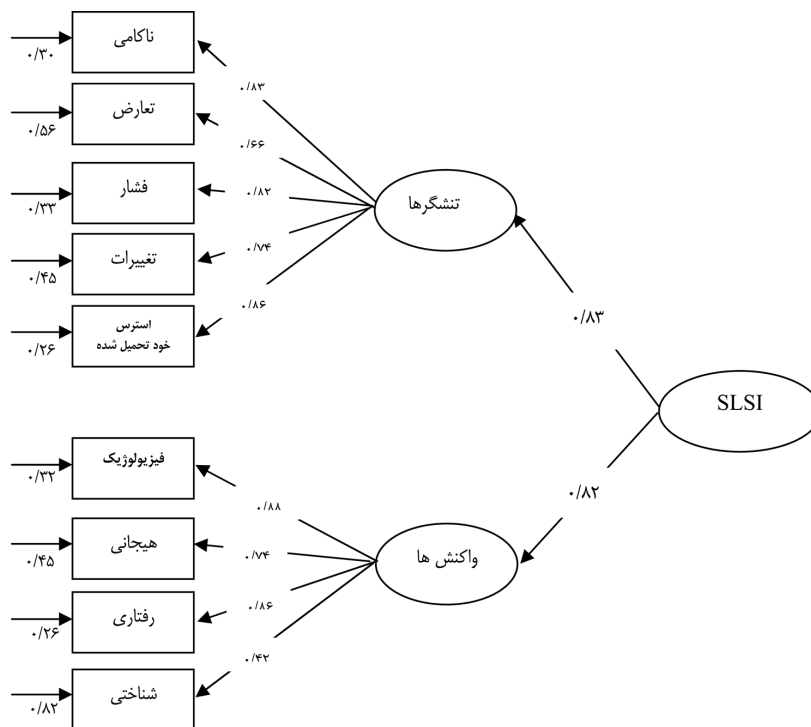 ناکامی
۰/۳۰
۰/۸۳
تعارض
۰/۵۶
۰/۶۶
فشار
۰/۳۳
۰/۸۲
تنشگرها
تغییرات
۰/۴۵
۰/۷۴
استرس
خود تحمیل شده
۰/۲۶
۰/۸۶
۰/۸۳
SLSI
۰/۸۲
فیزیولوژیک
۰/۳۲
۰/۸۸
هیجانی
۰/۴۵
۰/۷۴
واکنش ها
رفتاری
۰/۲۶
۰/۸۶
شناختی
۰/۸۲
۰/۴۲